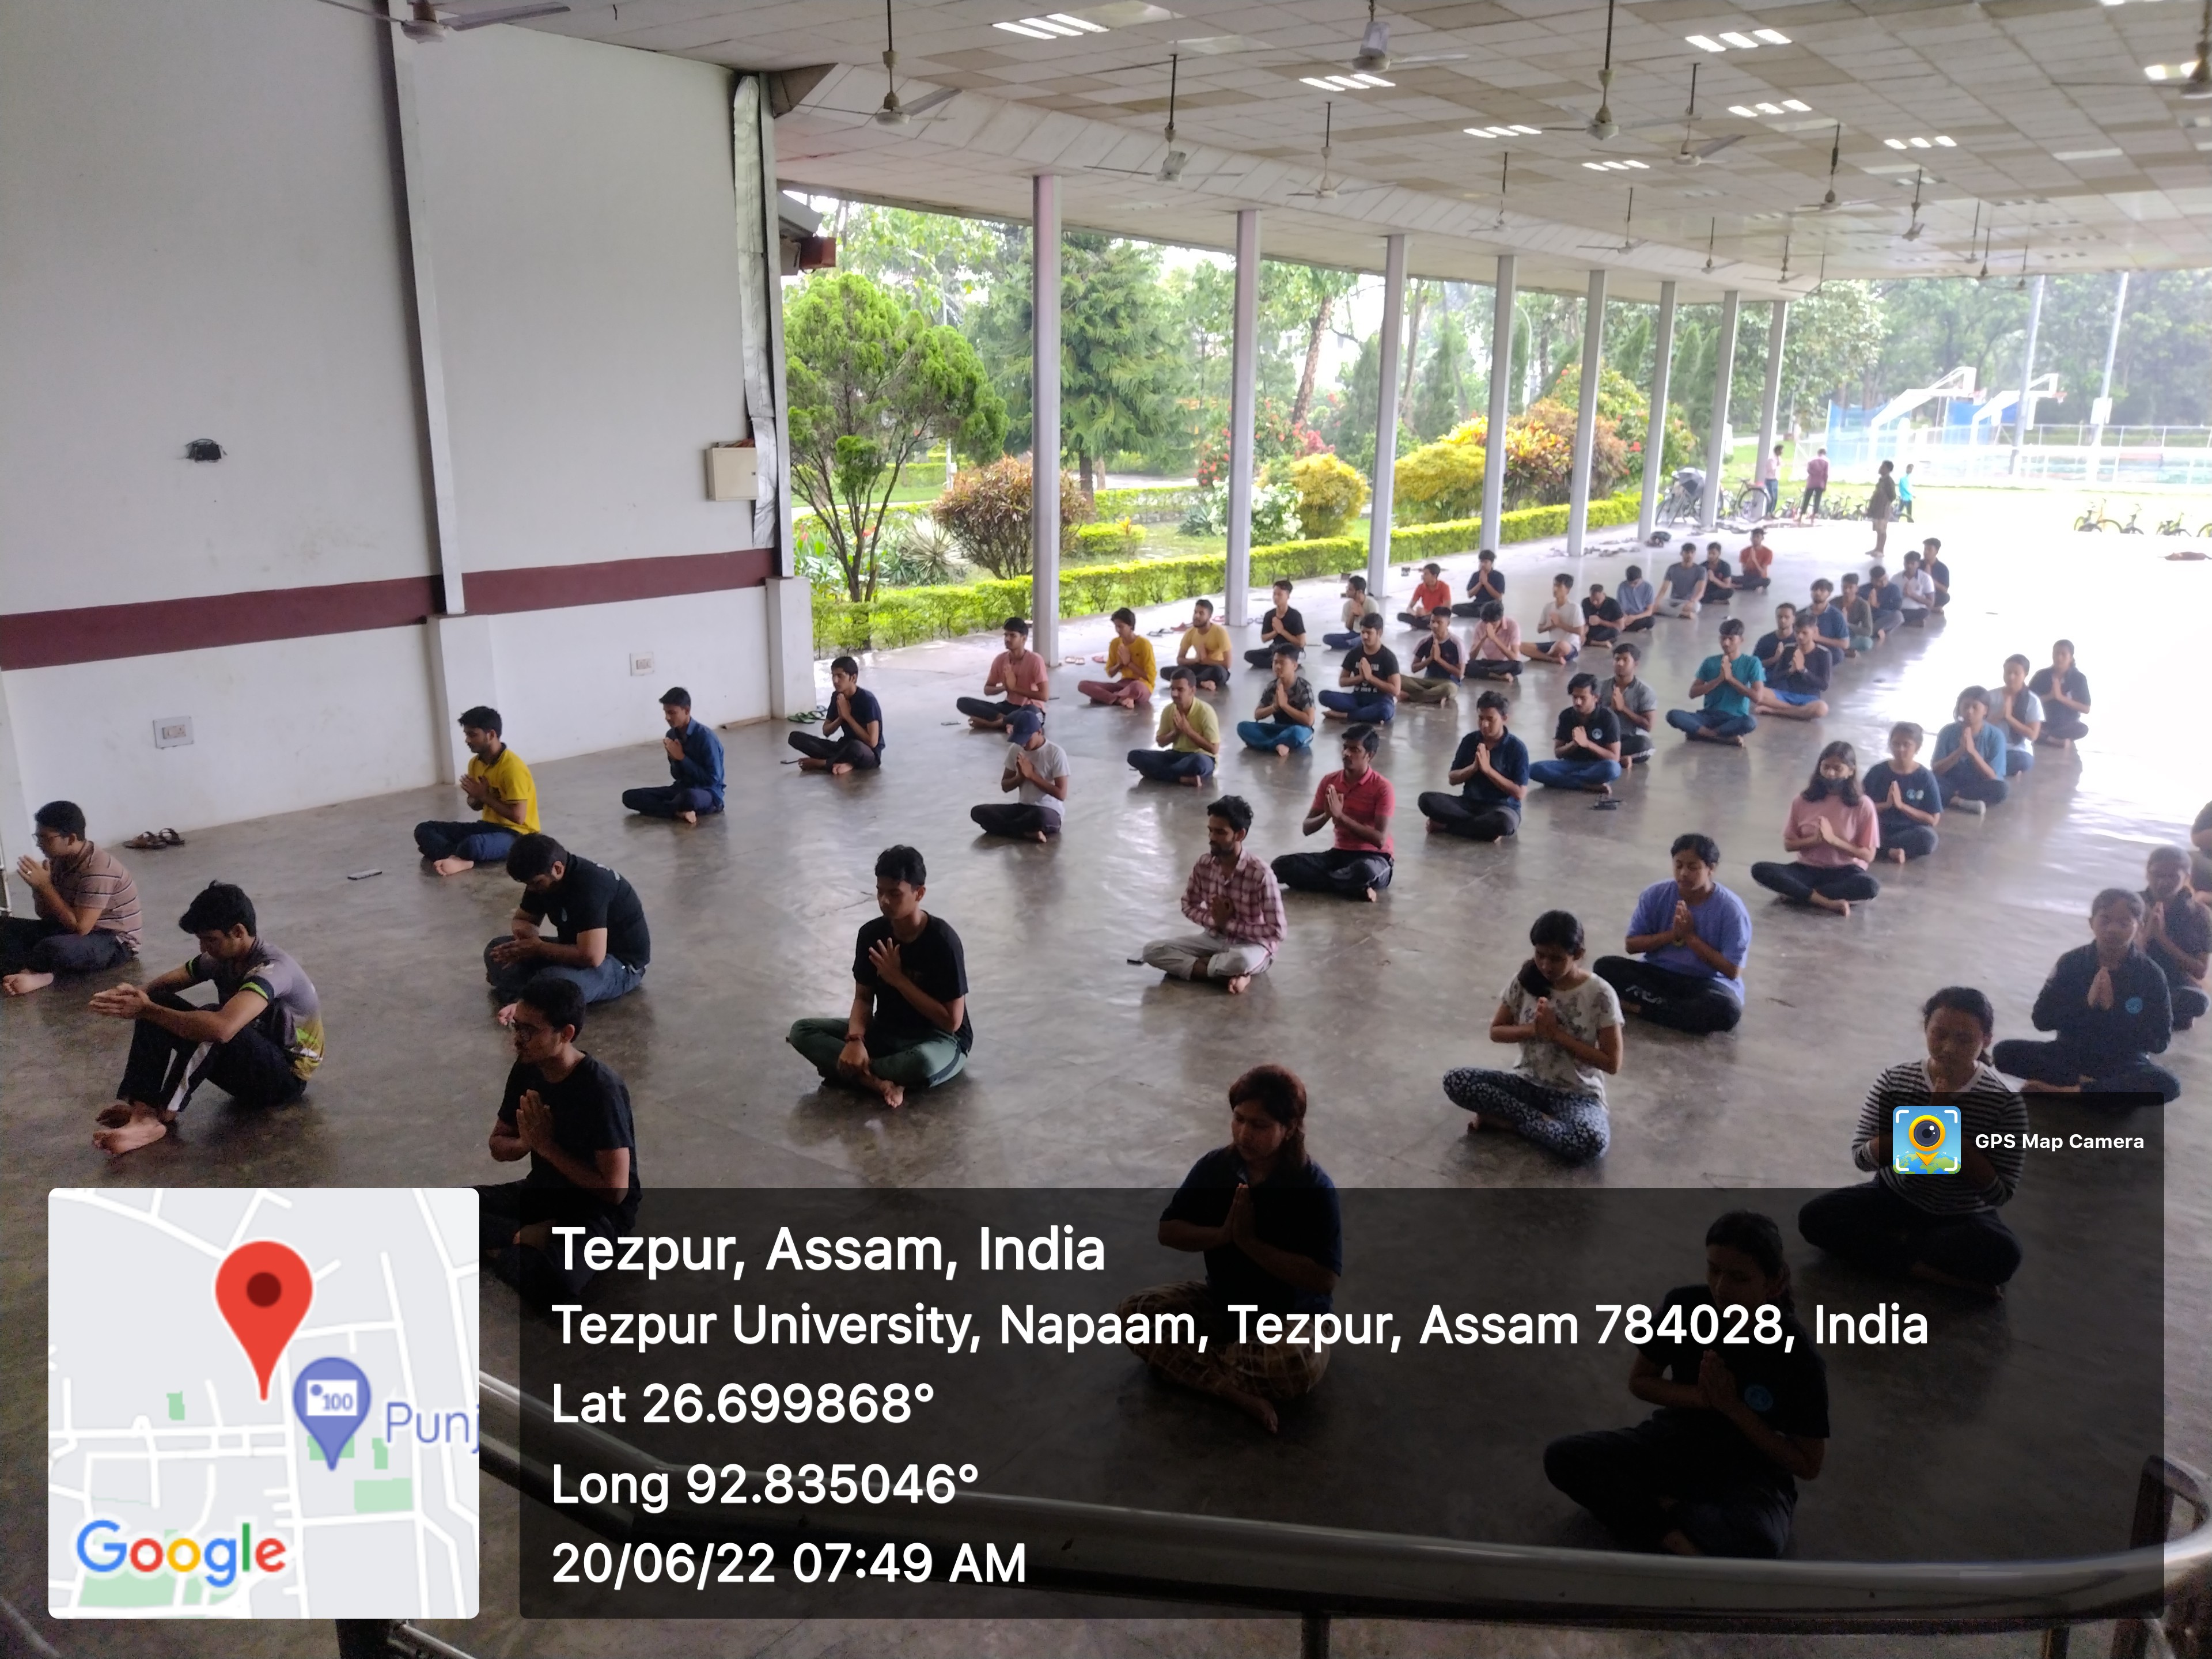 GPS Map Camera
Tezpur, Assam, India
Tezpur University, Napaam, Tezpur, Assam 784028, India
Lat 26.699868°
Long 92.835046°
20/06/22 07:49 AM
100
Punj
Google